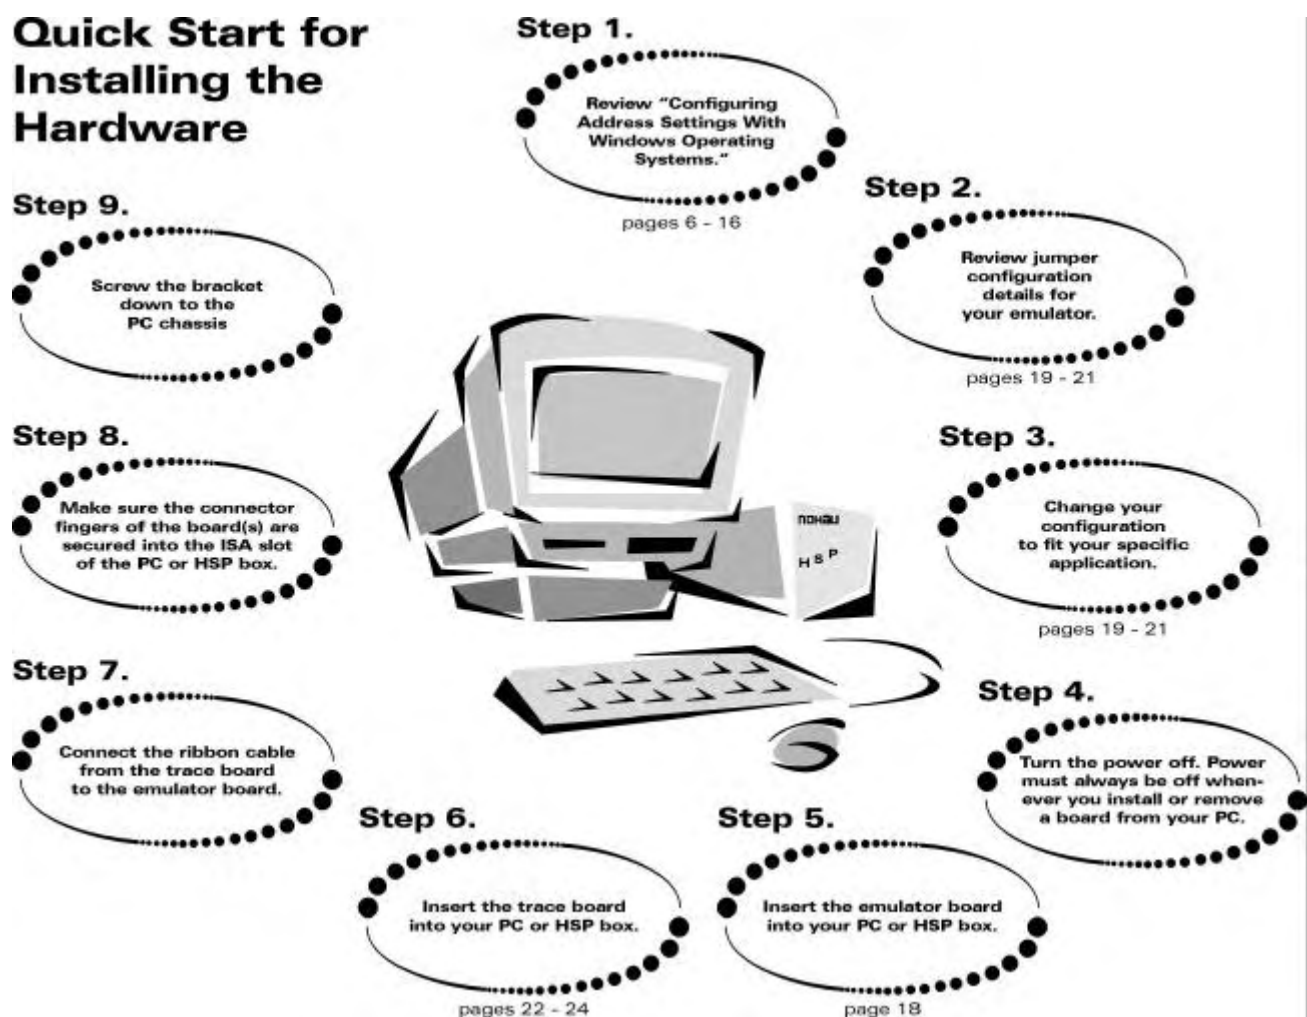 Quick Start for
Installing the
Hardware
Step 1.
Review “Configuring
Address Settings With
Windows Operating
Systems.”
pages 6 - 16
Step 2.
Review jumper
configuration
details for
your emulator.
pages 19 - 21
Step 3.
Change your
configuration
to fit your specific
application.
pages 19 - 21
Step 4.
Turn the power off. Power
must always be off when-
ever you install or remove
a board from your PC.
Step 5.
Insert the emulator board
into your PC or HSP box.
page 18
Step 6.
Insert the trace board
into your PC or HSP box.
pages 22 - 24
Step 7.
Connect the ribbon cable
from the trace board
to the emulator board.
Step 8.
Make sure the connector
fingers of the board(s) are
secured into the ISA slot
of the PC or HSP box.
Step 9.
Screw the bracket
down to the
PC chassis
nohau
HSP